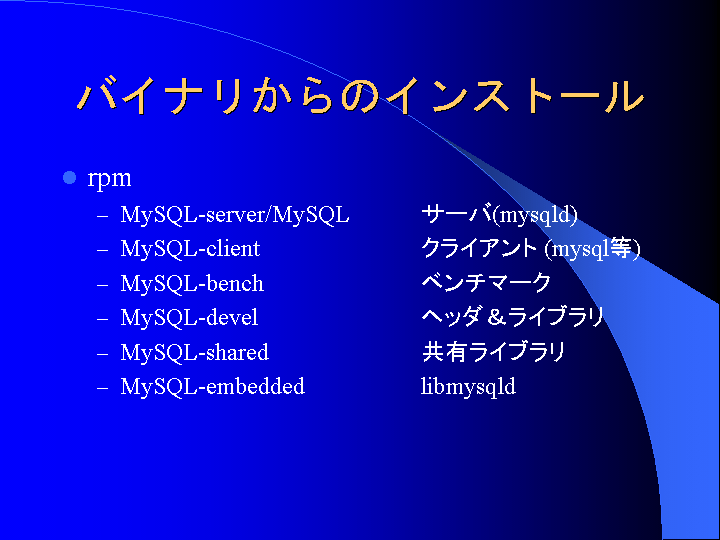 バイナリからのインストール
rpm
– MySQL-server/MySQL サーバ(mysqld)
– MySQL-client クライアント (mysql等)
– MySQL-bench ベンチマーク
– MySQL-devel ヘッダ&ライブラリ
– MySQL-shared 共有ライブラリ
– MySQL-embedded libmysqld